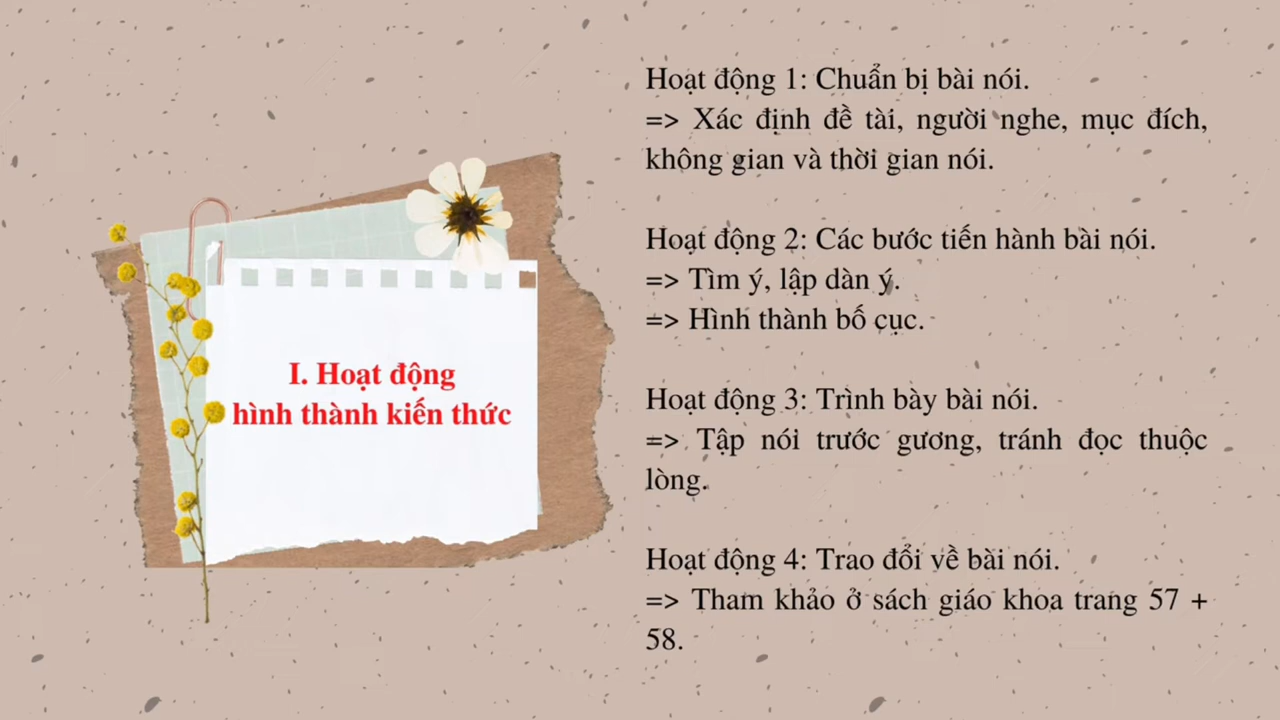 I. Hoạt động
hình thành kiến thức
Hoạt động 1: Chuẩn bị bài nói.
=> Xác định đề tài, người nghe, mục đích,
không gian và thời gian nói.
Hoạt động 2: Các bước tiến hành bài nói.
=> Tìm ý, lập dàn ý.
=> Hình thành bố cục.
Hoạt động 3: Trình bày bài nói.
=> Tập nói trước gương, tránh đọc thuộc
lòng.
Hoạt động 4: Trao đổi về bài nói.
=> Tham khảo ở sách giáo khoa trang 57 +
58.